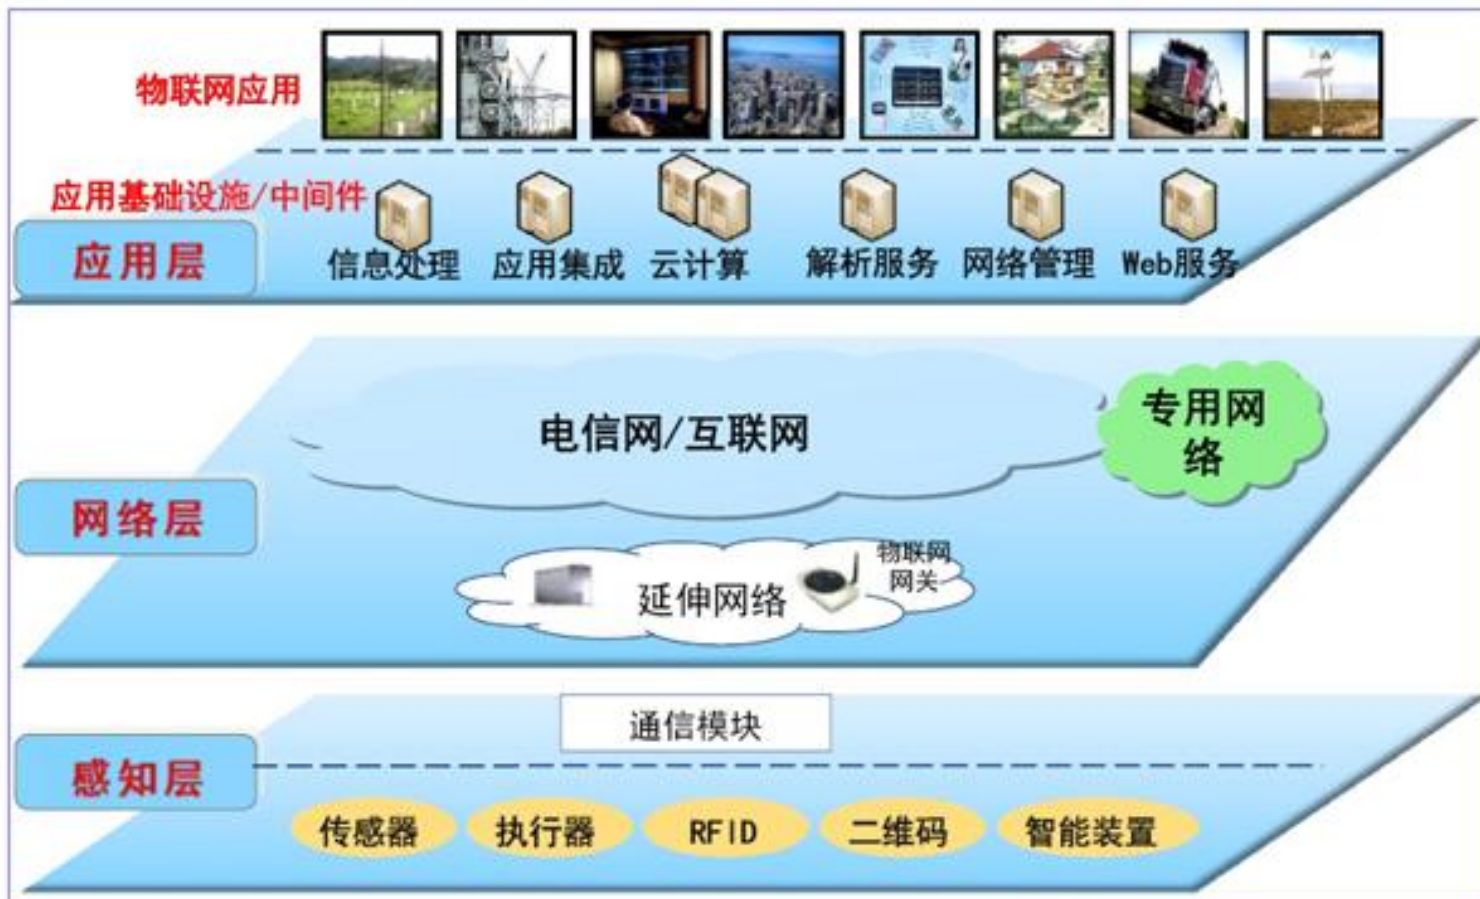 物联网应用
应用基础设施/中间件
应用层
信息处理
应用集成
云计算
解析服务
网络管理
Web服务
电信网/互联网
专用网
络
网络层
物联网
网关
延伸网络
通信模块
感知层
传感器
执行器
RFID
二维码
智能装置